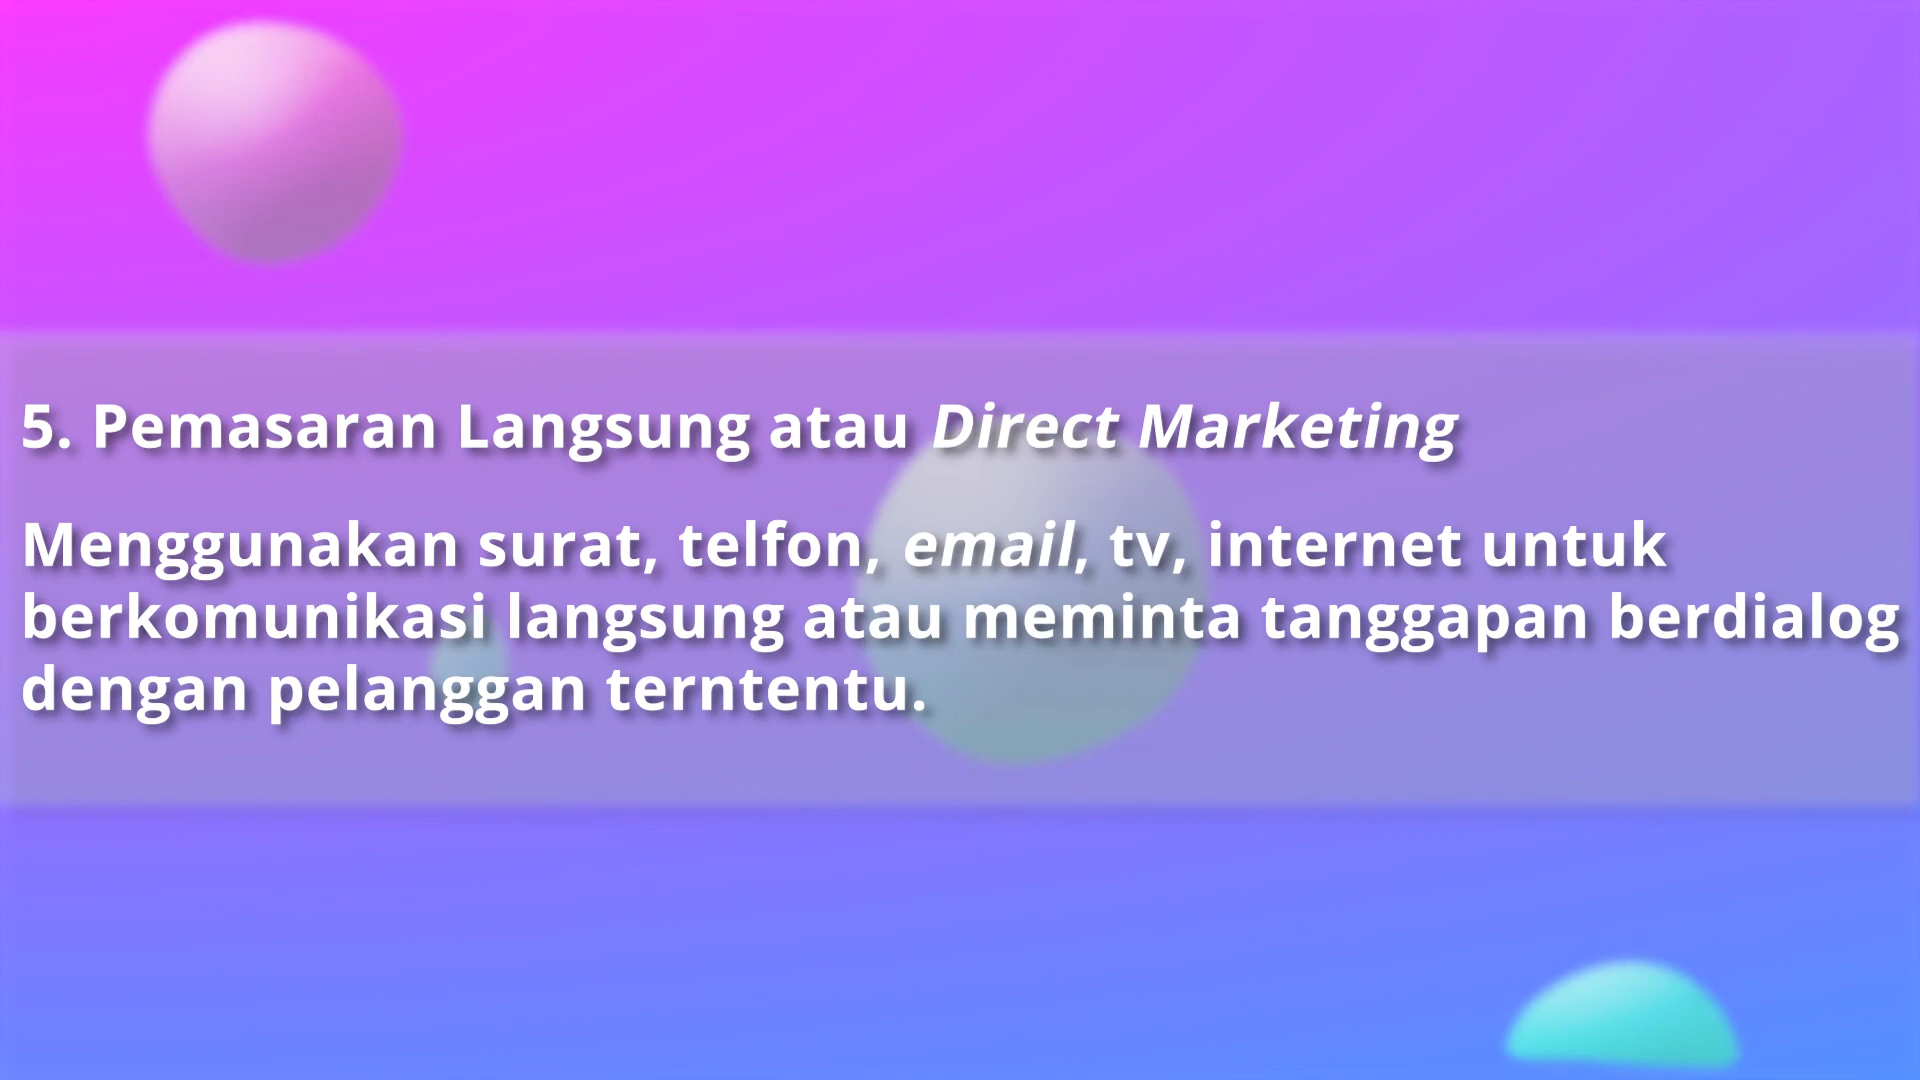 5. Pemasaran Langsung atau Direct Marketing
Menggunakan surat, telfon, email, tv, internet untuk
berkomunikasi langsung atau meminta tanggapan berdialog
dengan pelanggan terntentu.